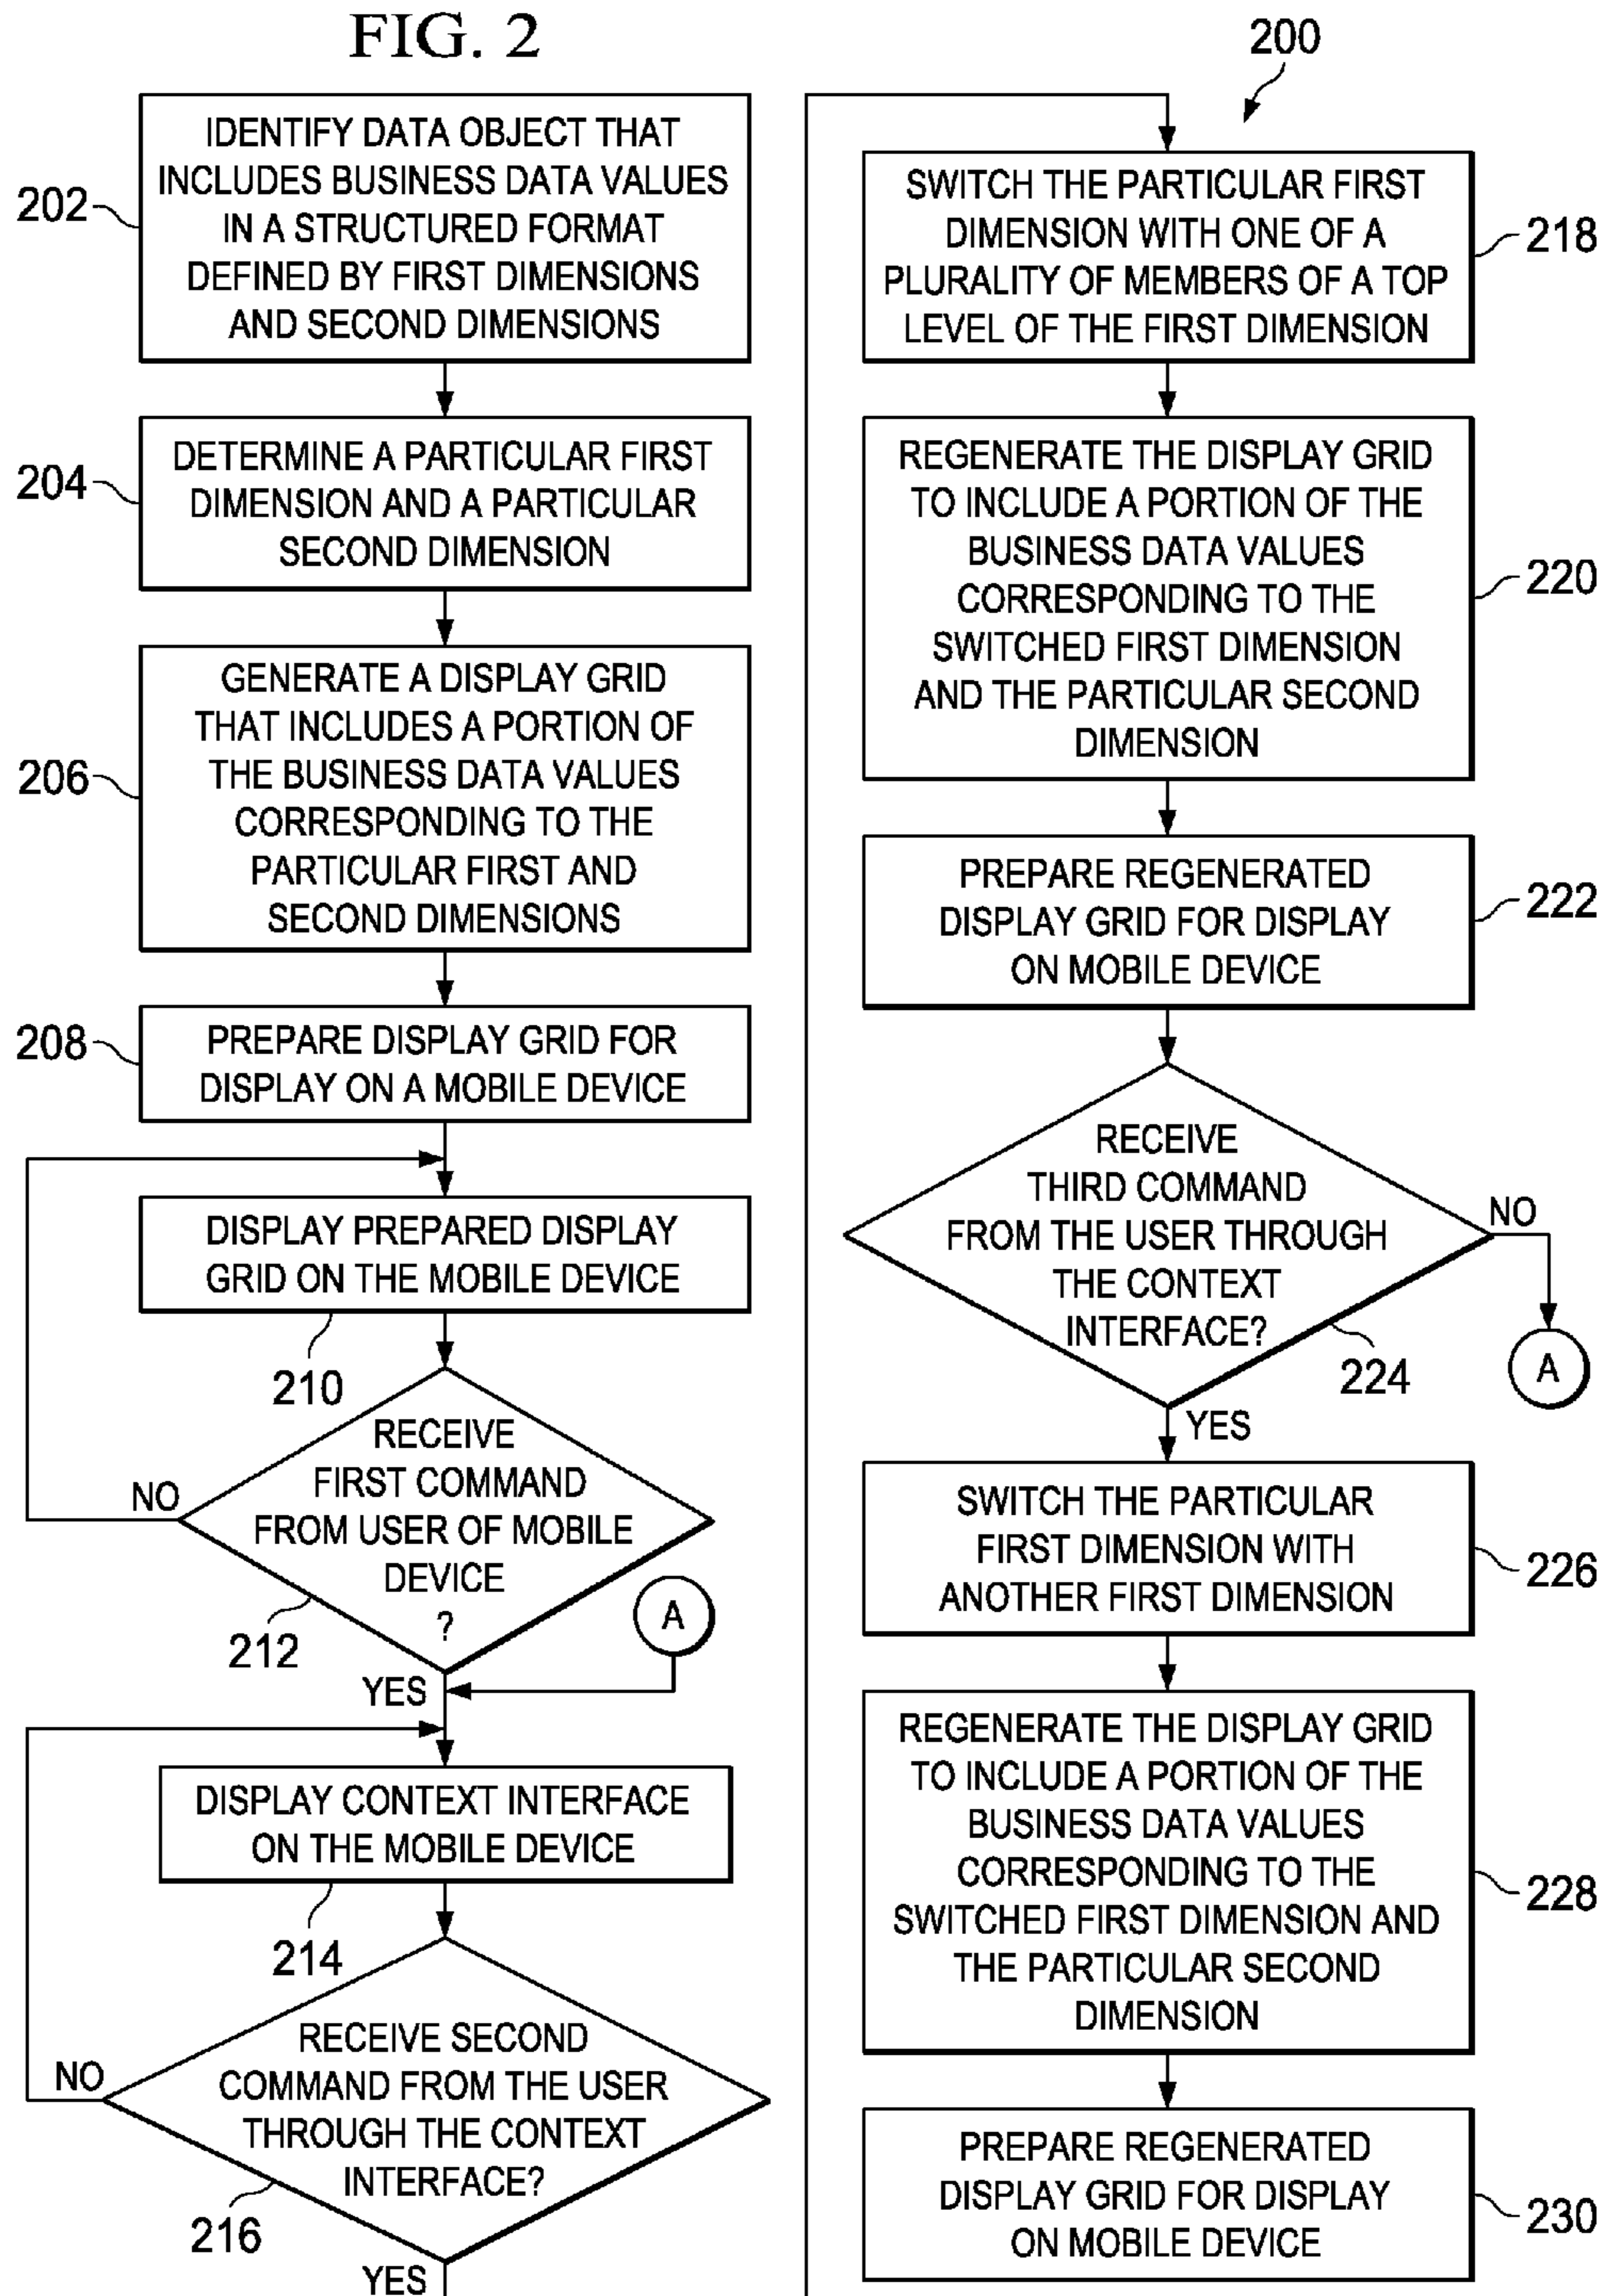 FIG. 2
200
202
IDENTIFY DATA OBJECT THAT
INCLUDES BUSINESS DATA VALUES
IN A STRUCTURED FORMAT
DEFINED BY FIRST DIMENSIONS
AND SECOND DIMENSIONS
204
DETERMINE A PARTICULAR FIRST
DIMENSION AND A PARTICULAR
SECOND DIMENSION
206
GENERATE A DISPLAY GRID
THAT INCLUDES A PORTION OF
THE BUSINESS DATA VALUES
CORRESPONDING TO THE
PARTICULAR FIRST AND
SECOND DIMENSIONS
208
PREPARE DISPLAY GRID FOR
DISPLAY ON A MOBILE DEVICE
DISPLAY PREPARED DISPLAY
GRID ON THE MOBILE DEVICE
210
RECEIVE
FIRST COMMAND
FROM USER OF MOBILE
DEVICE
?
NO
212
A
YES
DISPLAY CONTEXT INTERFACE
ON THE MOBILE DEVICE
214
RECEIVE SECOND
COMMAND FROM THE USER
THROUGH THE CONTEXT
INTERFACE?
NO
216
YES
SWITCH THE PARTICULAR FIRST
DIMENSION WITH ONE OF A
PLURALITY OF MEMBERS OF A TOP
LEVEL OF THE FIRST DIMENSION
218
REGENERATE THE DISPLAY GRID
TO INCLUDE A PORTION OF THE
BUSINESS DATA VALUES
CORRESPONDING TO THE
SWITCHED FIRST DIMENSION
AND THE PARTICULAR SECOND
DIMENSION
220
PREPARE REGENERATED
DISPLAY GRID FOR DISPLAY
ON MOBILE DEVICE
222
RECEIVE
THIRD COMMAND
FROM THE USER THROUGH
THE CONTEXT
INTERFACE?
NO
224
A
YES
SWITCH THE PARTICULAR
FIRST DIMENSION WITH
ANOTHER FIRST DIMENSION
226
REGENERATE THE DISPLAY GRID
TO INCLUDE A PORTION OF THE
BUSINESS DATA VALUES
CORRESPONDING TO THE
SWITCHED FIRST DIMENSION AND
THE PARTICULAR SECOND
DIMENSION
228
PREPARE REGENERATED
DISPLAY GRID FOR DISPLAY
ON MOBILE DEVICE
230